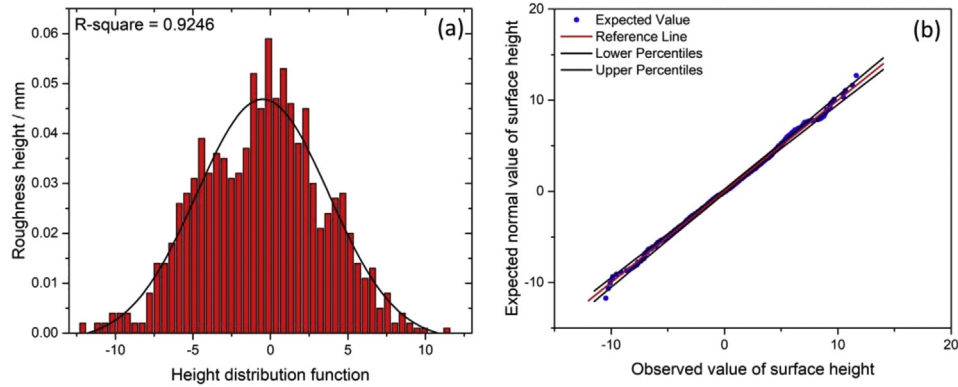 R-square = 0.9246
(a)
Roughness height / mm
0.06
0.05
0.04
0.03
0.02
0.01
0.00
-10
-5
0
5
10
Height distribution function
(b)
Expected Value
Reference Line
Lower Percentiles
Upper Percentiles
Expected normal value of surface height
20
10
0
-10
-10
0
10
20
Observed value of surface height